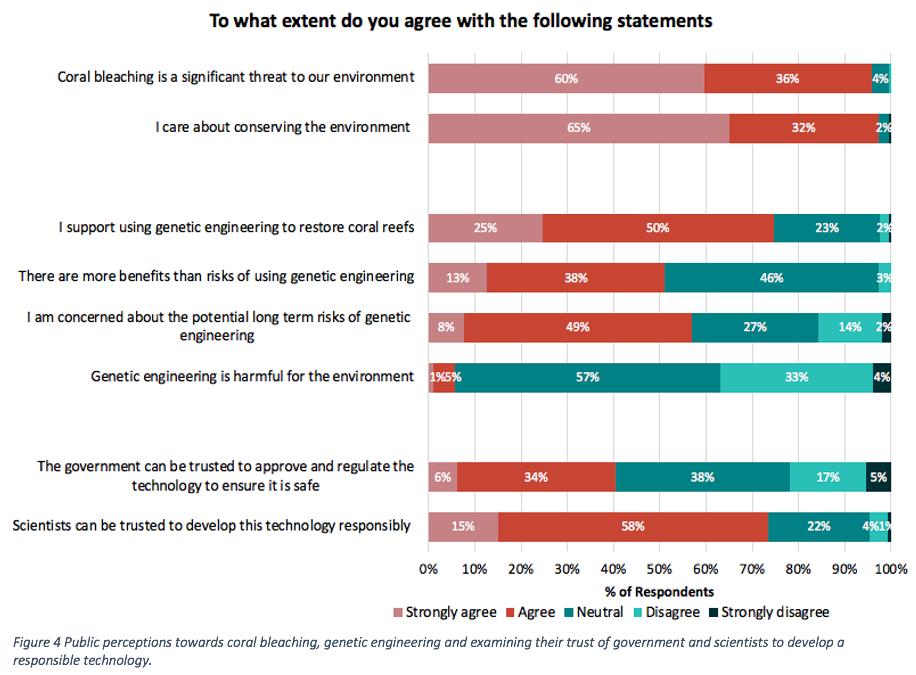 To what extent do you agree with the following statements
Coral bleaching is a significant threat to our environment
60% 36% 4%
I care about conserving the environment
65% 32% 2%
I support using genetic engineering to restore coral reefs
25% 50% 23% 2%
There are more benefits than risks of using genetic engineering
13% 38% 46% 3%
I am concerned about the potential long term risks of genetic
engineering
8% 49% 27% 14% 2%
Genetic engineering is harmful for the environment
1% 5% 57% 33% 4%
The government can be trusted to approve and regulate the
technology to ensure it is safe
6% 34% 38% 17% 5%
Scientists can be trusted to develop this technology responsibly
15% 58% 22% 4% 1%
0% 10% 20% 30% 40% 50% 60% 70% 80% 90% 100%
% of Respondents
Strongly agree Agree Neutral Disagree Strongly disagree
Figure 4 Public perceptions towards coral bleaching, genetic engineering and examining their trust of government and scientists to develop a
responsible technology.